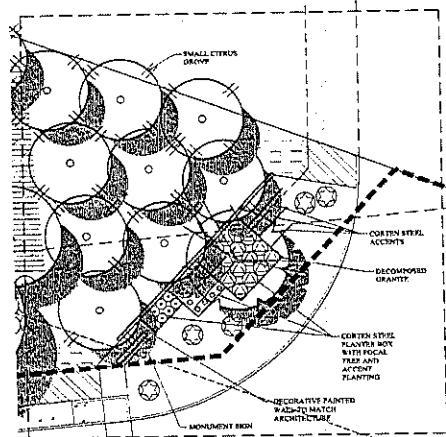 SMALL CITRUS
GROVE
CORTEN STEEL
ACCENTS
DECOMPOSED
GRANITE
CORTEN STEEL
PLANTER BOX
WITH FOCAL
TREE AND
ACCENT
PLANTING
DECORATIVE PAINTED
WALL TO MATCH
ARCHITECTURE
MONUMENT SIGN